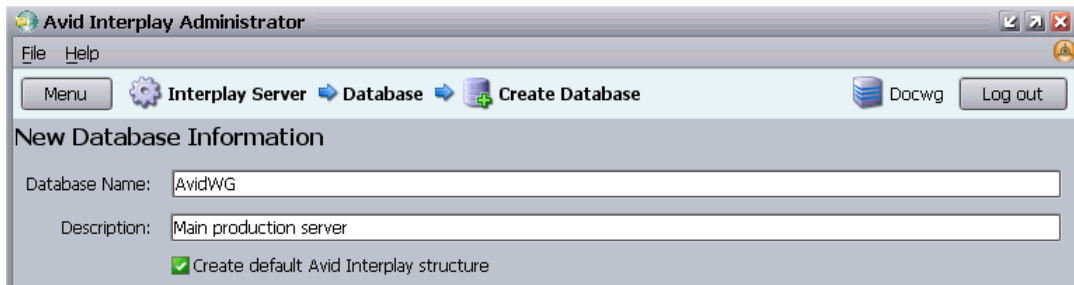 Avid Interplay Administrator
File Help
Menu Interplay Server Database Create Database Docwg Log out
New Database Information
Database Name: AvidWG
Description: Main production server
Create default Avid Interplay structure